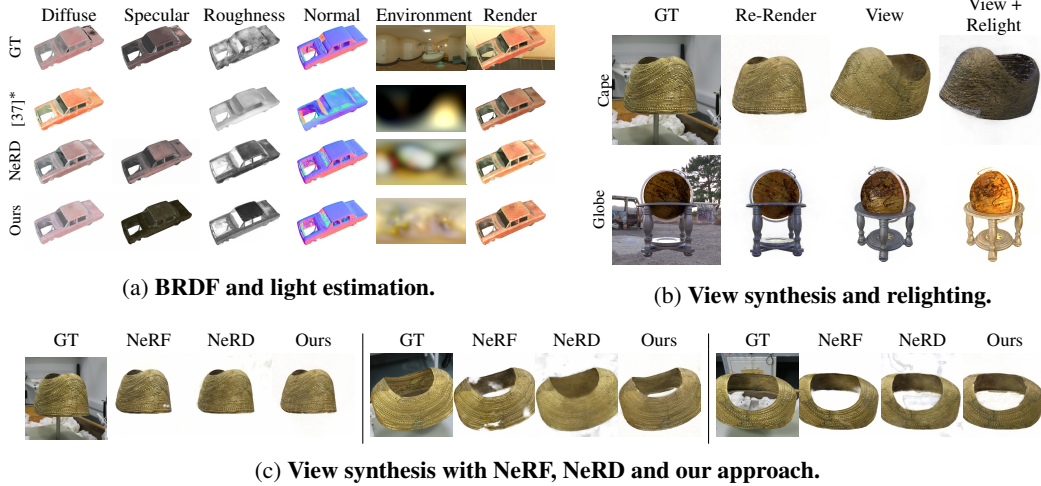 Diffuse Specular Roughness Normal Environment Render
GT
[37]*
NeRD
Ours
(a) BRDF and light estimation.
GT Re-Render View View + Relight
Cape
Globe
(b) View synthesis and relighting.
GT NeRF NeRD Ours GT NeRF NeRD Ours GT NeRF NeRD Ours
(c) View synthesis with NeRF, NeRD and our approach.